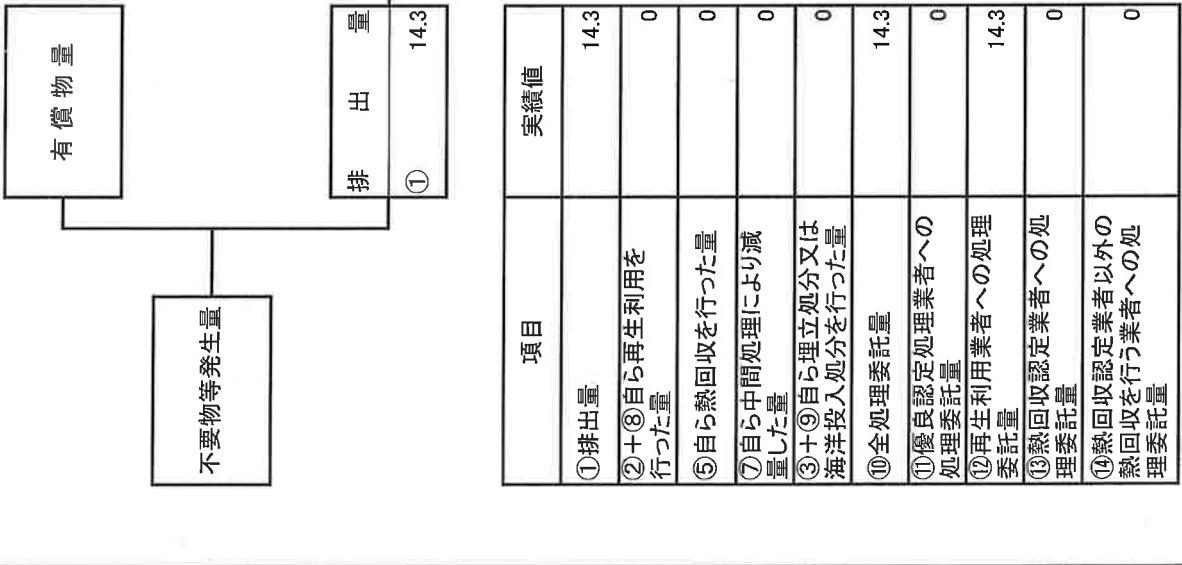 有償物量
不要物等発生量
排出量
① 14.3
項目 実績値
①排出量 14.3
②+⑧自ら再生利用を
行った量 0
⑤自ら熱回収を行った量 0
⑦自ら中間処理により減
量した量 0
③+⑨自ら埋立処分又は
海洋投入処分を行った量 0
⑩全処理委託量 14.3
⑪優良認定処理業者への
処理委託量 0
⑫再生利用業者への処理
委託量 14.3
⑬熱回収認定業者への処
理委託量 0
⑭熱回収認定業者以外の
熱回収を行う業者への処
理委託量 0